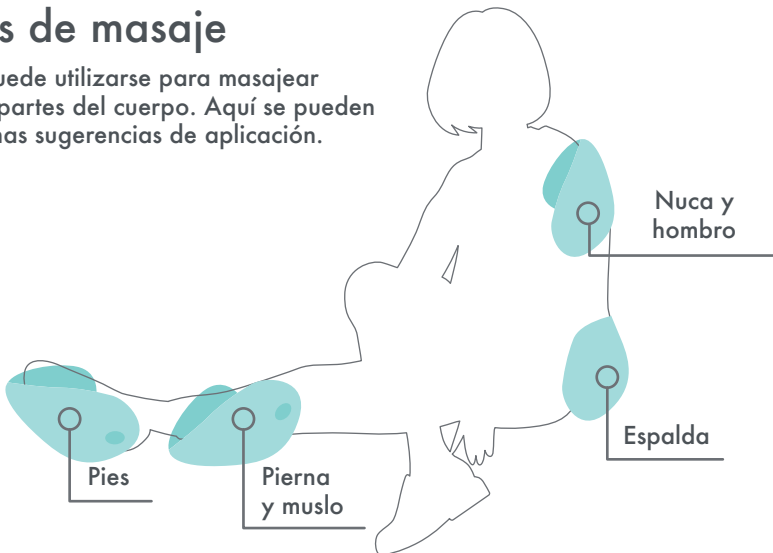 s de masaje
uede utilizarse para masajear
partes del cuerpo. Aquí se pueden
nas sugerencias de aplicación.
Nuca y
hombro
Espalda
Pies
Pierna
y muslo